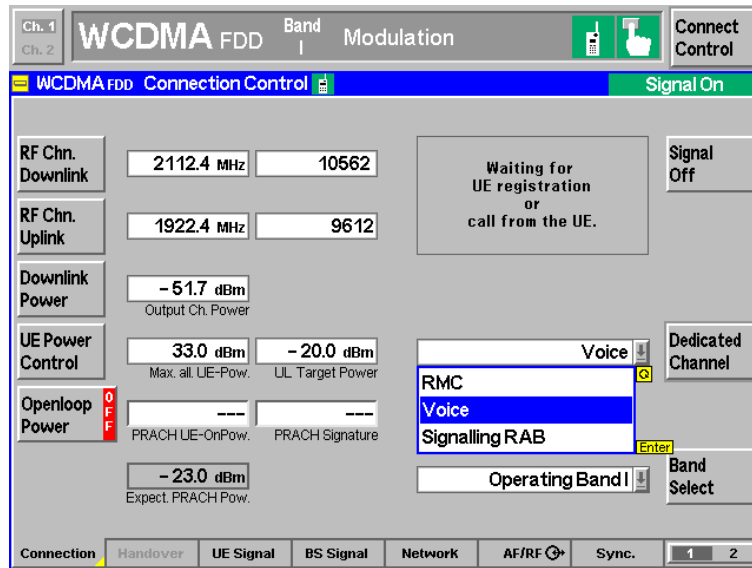 Ch. 1
Ch. 2
WCDMA FDD Band I Modulation
Connect Control
WCDMA FDD Connection Control
Signal On
RF Chn. Downlink
2112.4 MHz
10562
Waiting for
UE registration
or
call from the UE.
Signal Off
RF Chn. Uplink
1922.4 MHz
9612
Downlink Power
-51.7 dBm
Output Ch. Power
UE Power Control
33.0 dBm
-20.0 dBm
Max. all. UE-Pow.
UL Target Power
Voice
Dedicated Channel
RMC
Voice
Signalling RAB
Enter
Openloop Power
OFF
---
---
PRACH UE-OnPow.
PRACH Signature
-23.0 dBm
Expect. PRACH Pow.
Operating Band I
Band Select
Connection
Handover
UE Signal
BS Signal
Network
AF/RF
Sync.
1 2